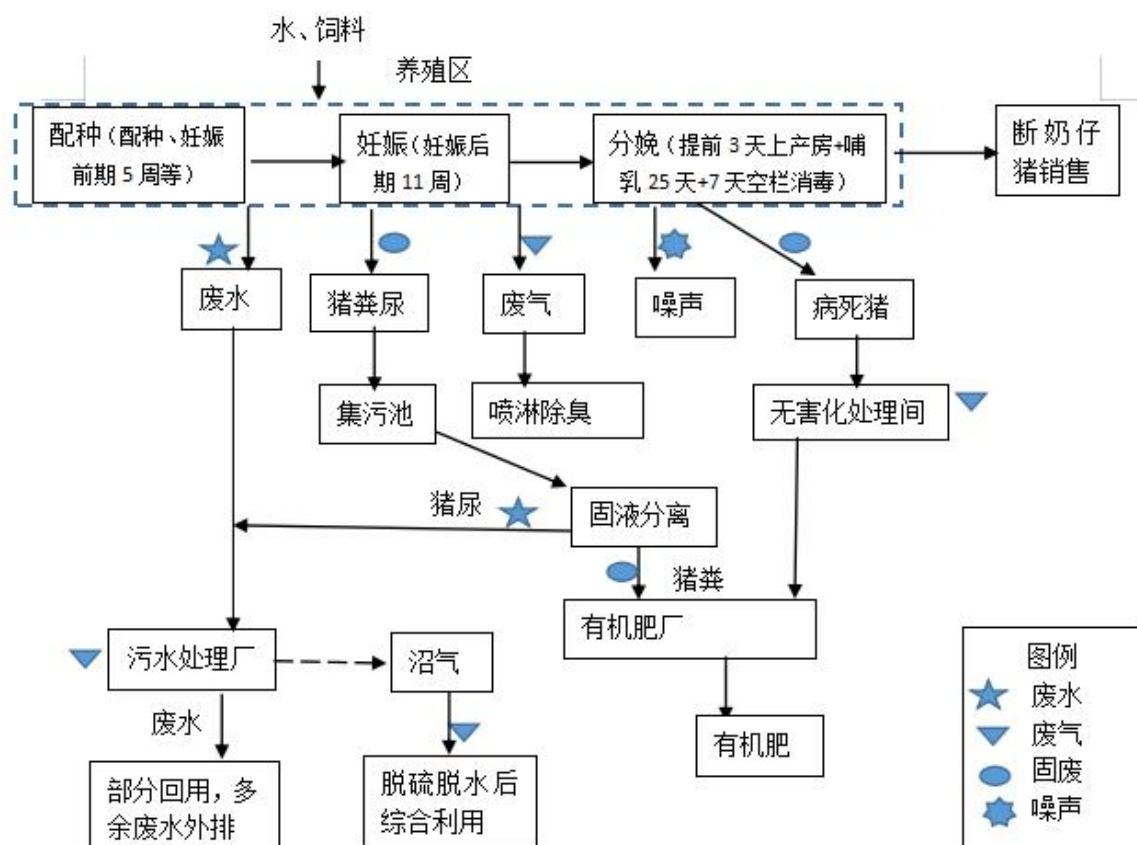 水、饲料
养殖区
配种（配种、妊娠
前期5周等）
妊娠（妊娠后
期11周）
分娩（提前3天上产房+哺
乳25天+7天空栏消毒）
断奶仔
猪销售
废水
猪粪尿
废气
噪声
病死猪
集污池
喷淋除臭
无害化处理间
猪尿
固液分离
猪粪
有机肥厂
污水处理厂
沼气
废水
有机肥
部分回用，多
余废水外排
脱硫脱水后
综合利用
图例
废水
废气
固废
噪声